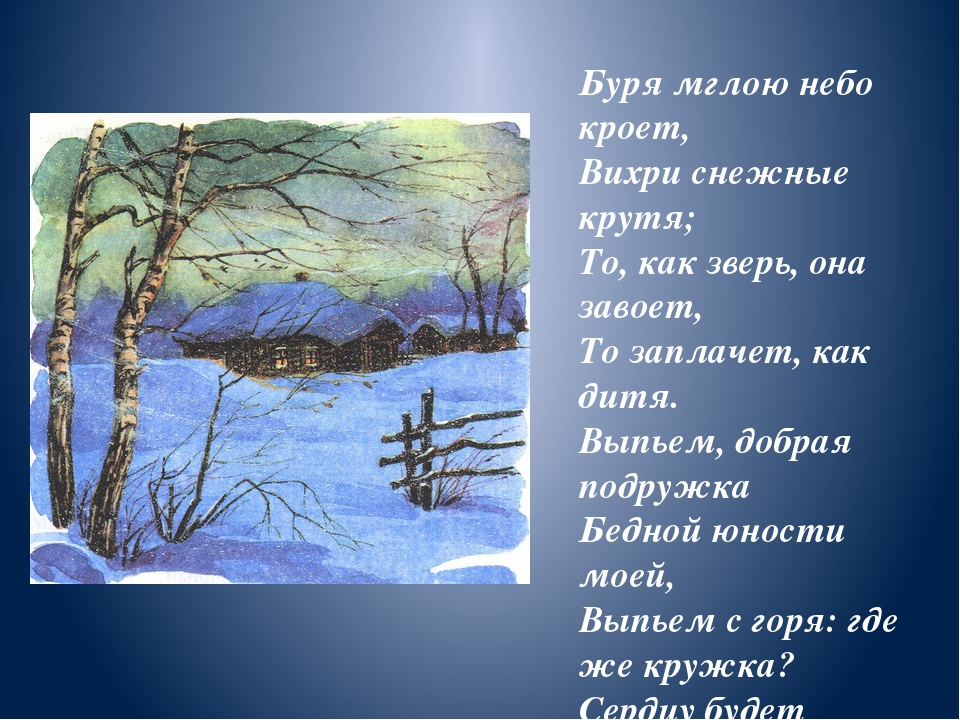 Буря мглою небо
кроет,
Вихри снежные
крутя;
То, как зверь, она
завоет,
То заплачет, как
дитя.
Выпьем, добрая
подружка
Бедной юности
моей,
Выпьем с горя: где
же кружка?
Сердцу будет